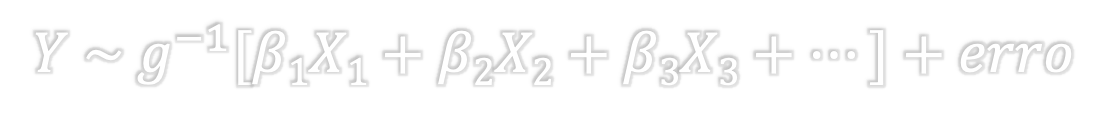 Y ~ g⁻¹[β₁X₁ + β₂X₂ + β₃X₃ + ⋯] + erro